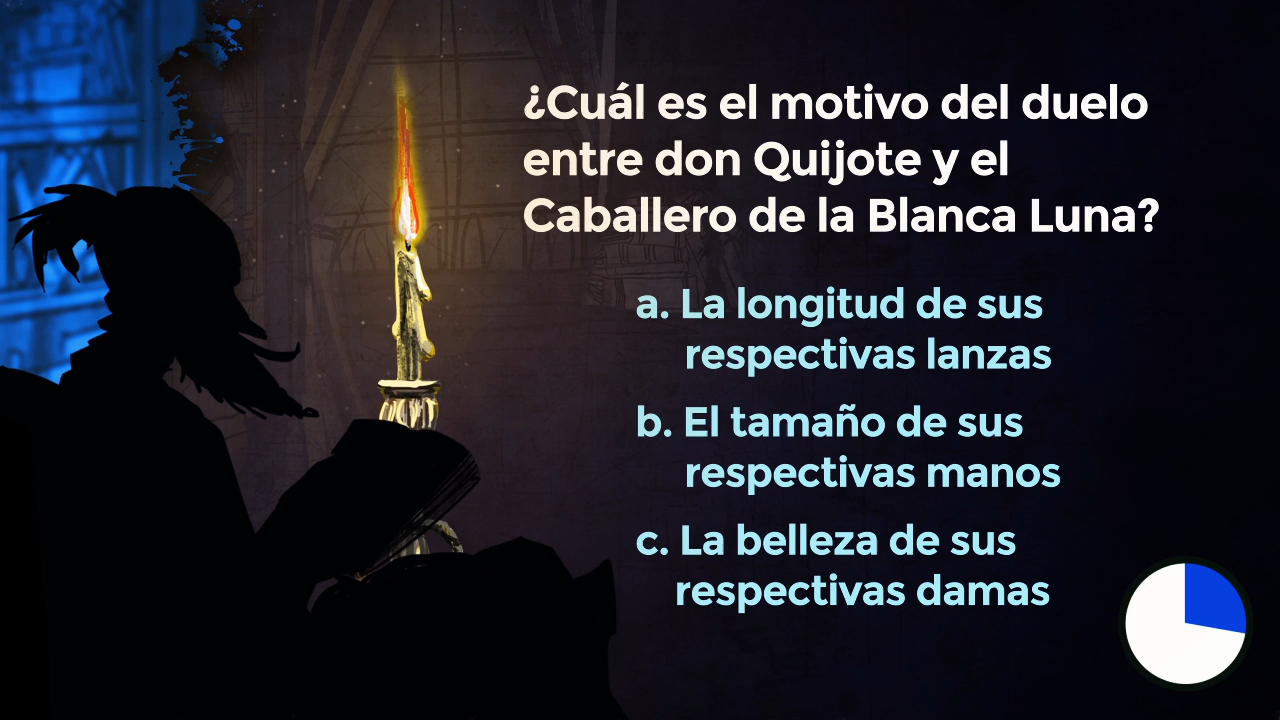 ¿Cuál es el motivo del duelo
entre don Quijote y el
Caballero de la Blanca Luna?
a. La longitud de sus
respectivas lanzas
b. El tamaño de sus
respectivas manos
c. La belleza de sus
respectivas damas